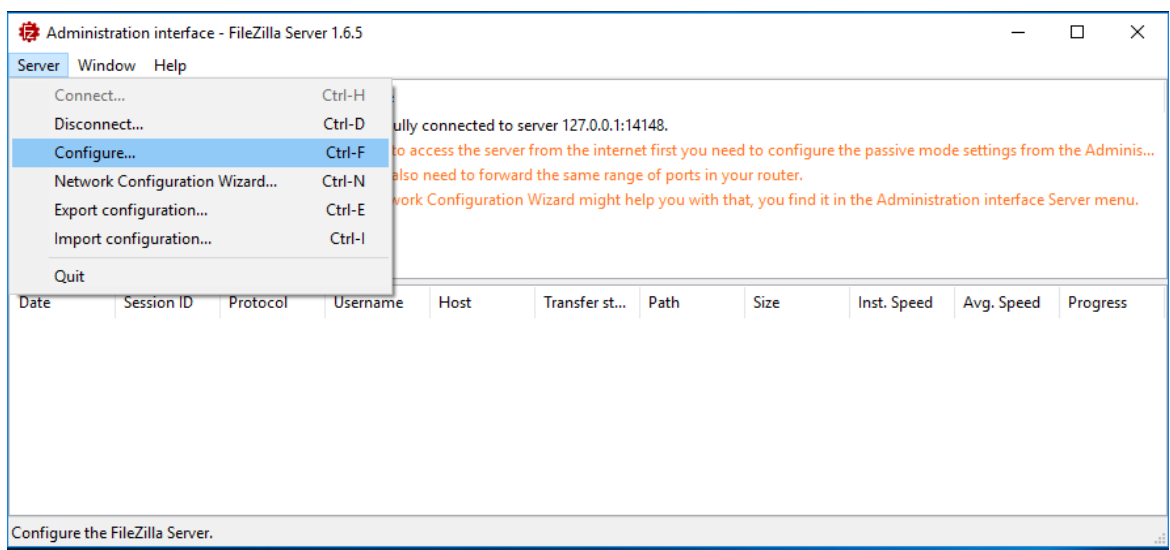 Administration interface - FileZilla Server 1.6.5
Server Window Help
Connect... Ctrl-H
Disconnect... Ctrl-D
ully connected to server 127.0.0.1:14148.
Configure... Ctrl-F
to access the server from the internet first you need to configure the passive mode settings from the Adminis...
Network Configuration Wizard... Ctrl-N
also need to forward the same range of ports in your router.
Export configuration... Ctrl-E
work Configuration Wizard might help you with that, you find it in the Administration interface Server menu.
Import configuration... Ctrl-I
Quit
Date Session ID Protocol Username Host Transfer st... Path Size Inst. Speed Avg. Speed Progress
Configure the FileZilla Server.